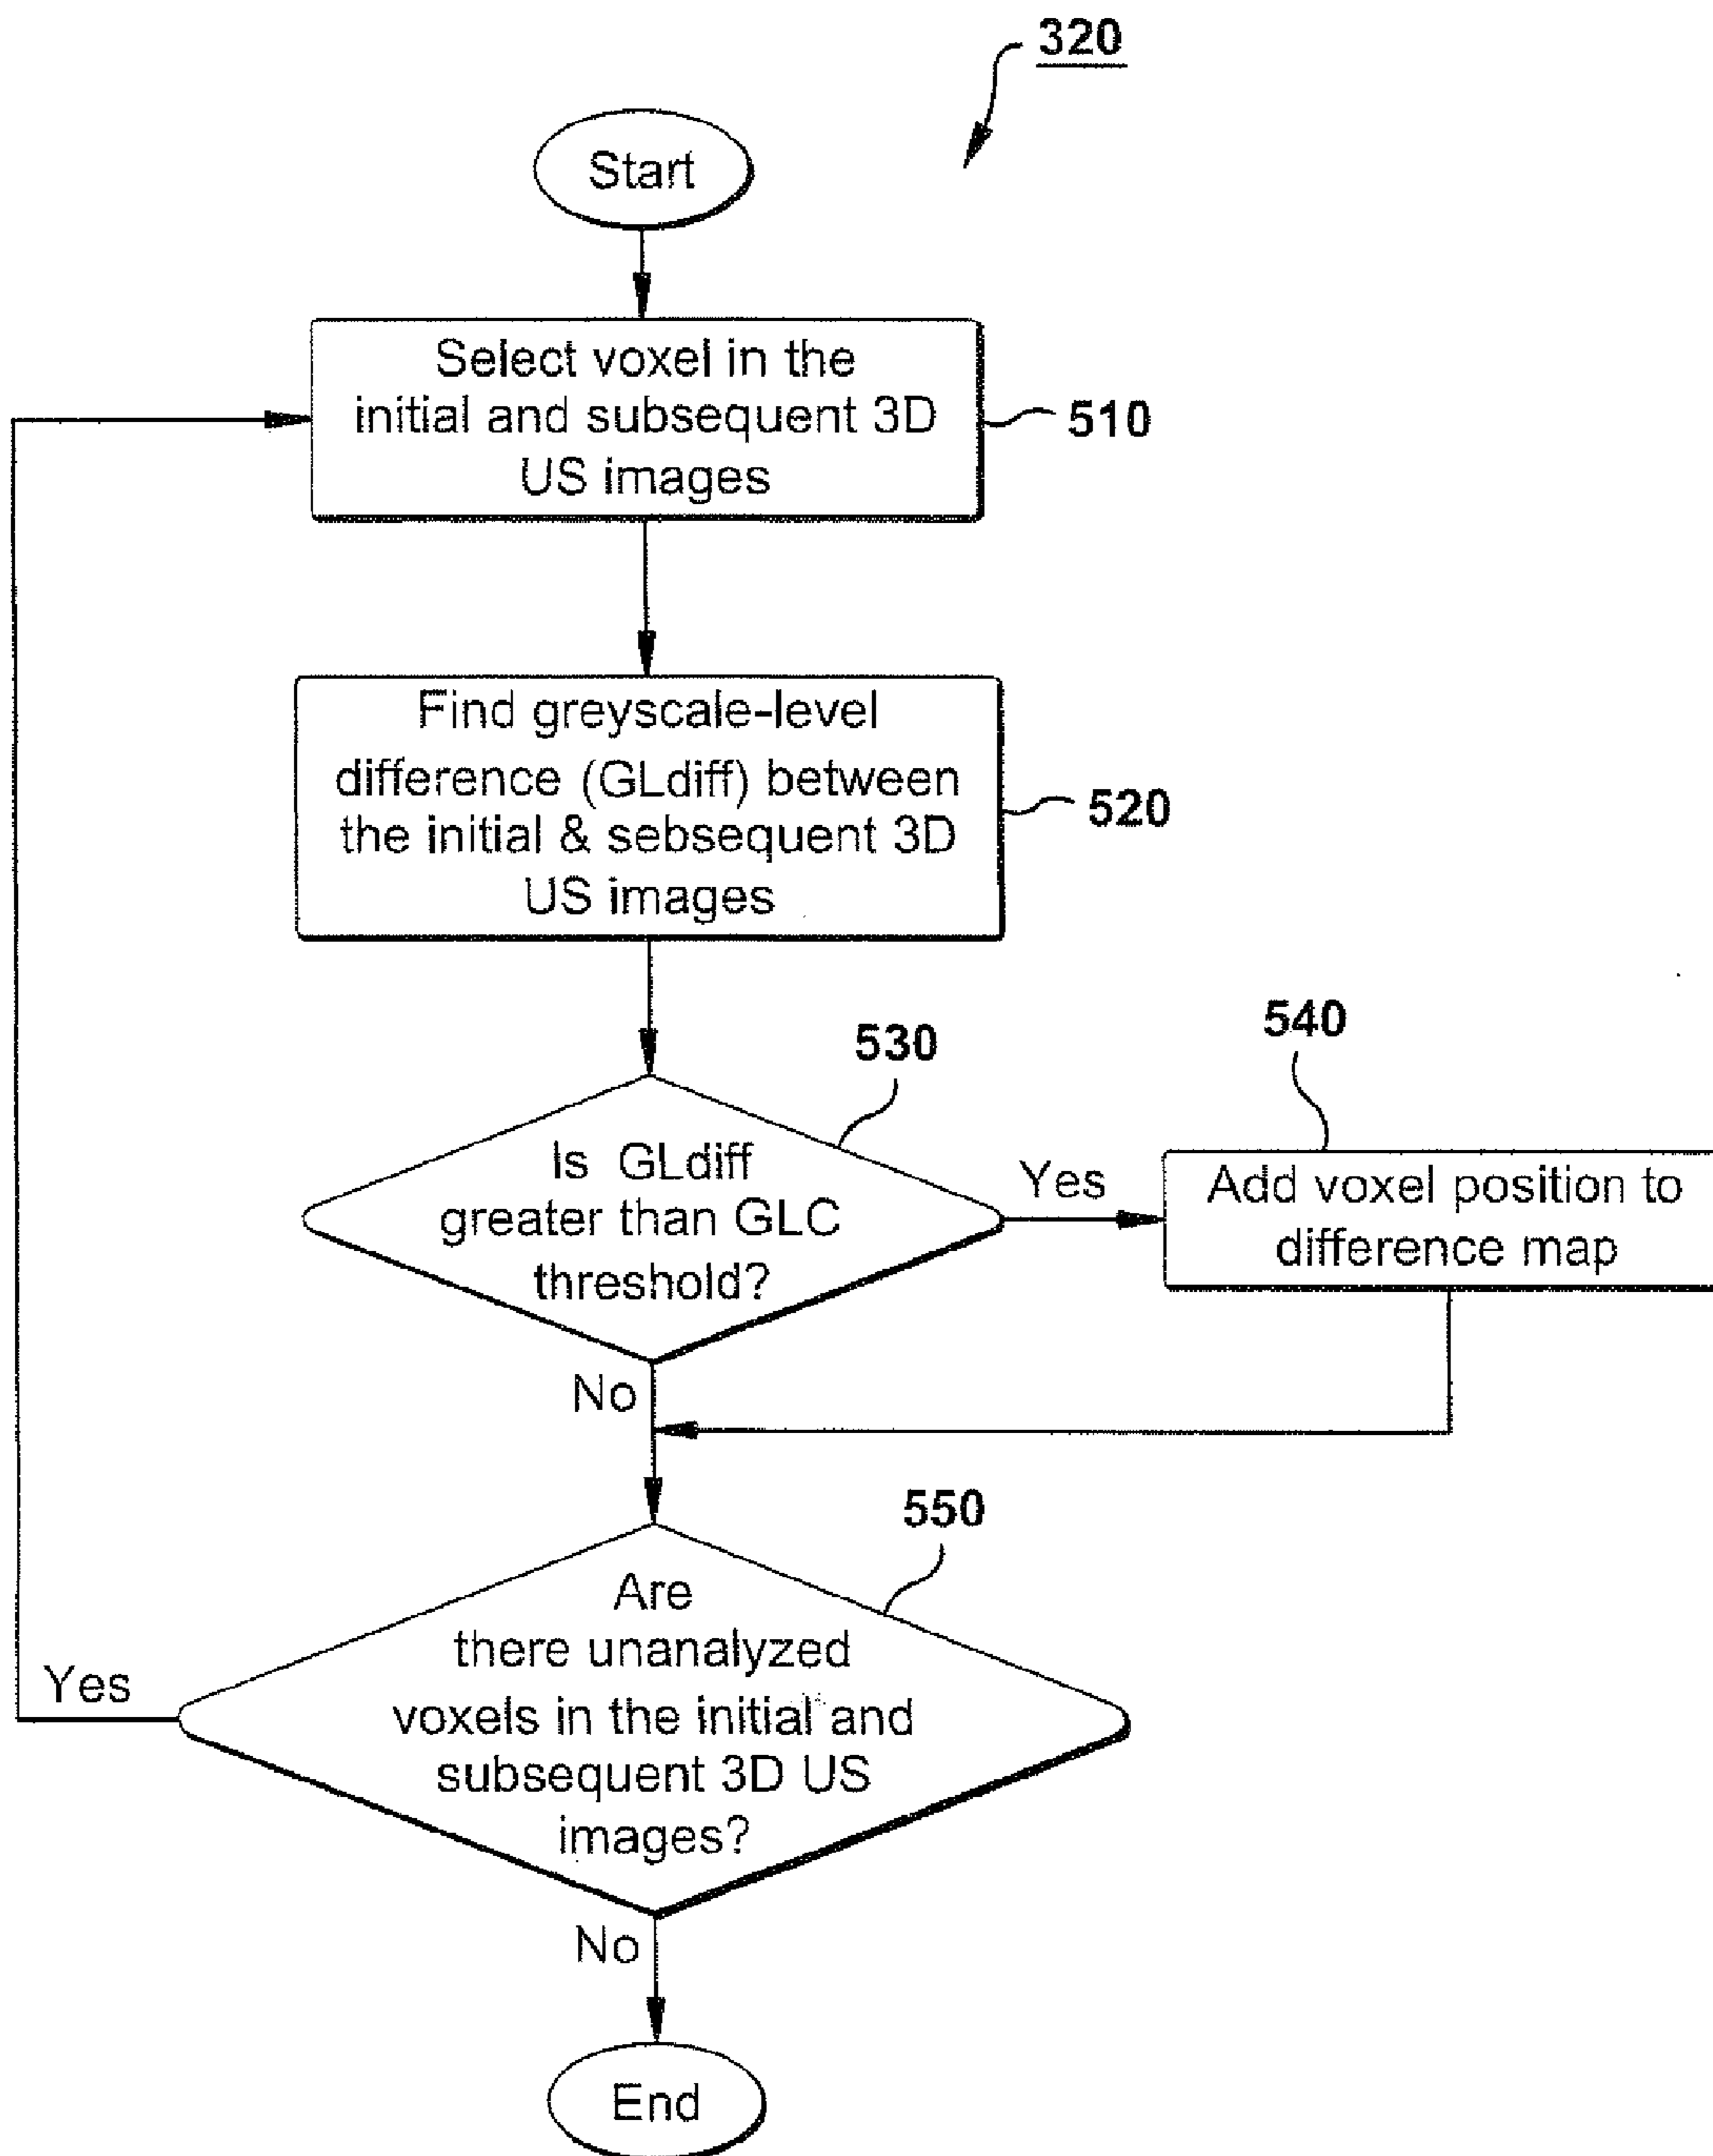 320
Start
Select voxel in the
initial and subsequent 3D
US images
510
Find greyscale-level
difference (GLdiff) between
the initial & sebsequent 3D
US images
520
530
Is GLdiff
greater than GLC
threshold?
Yes
No
540
Add voxel position to
difference map
550
Are
there unanalyzed
voxels in the initial and
subsequent 3D US
images?
Yes
No
End